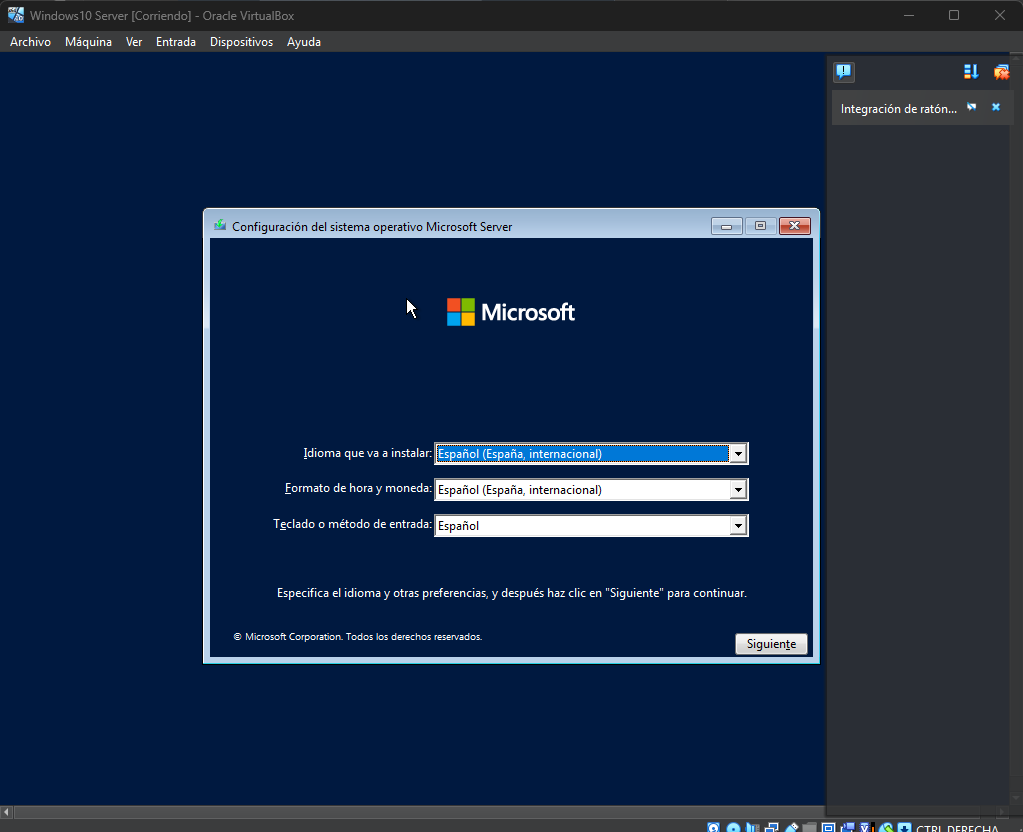 Windows10 Server [Corriendo] - Oracle VirtualBox
Archivo Máquina Ver Entrada Dispositivos Ayuda
Integración de ratón...
Configuración del sistema operativo Microsoft Server
Microsoft
Idioma que va a instalar: Español (España, internacional)
Formato de hora y moneda: Español (España, internacional)
Teclado o método de entrada: Español
Especifica el idioma y otras preferencias, y después haz clic en "Siguiente" para continuar.
© Microsoft Corporation. Todos los derechos reservados.
Siguiente
CTRL DERECHA